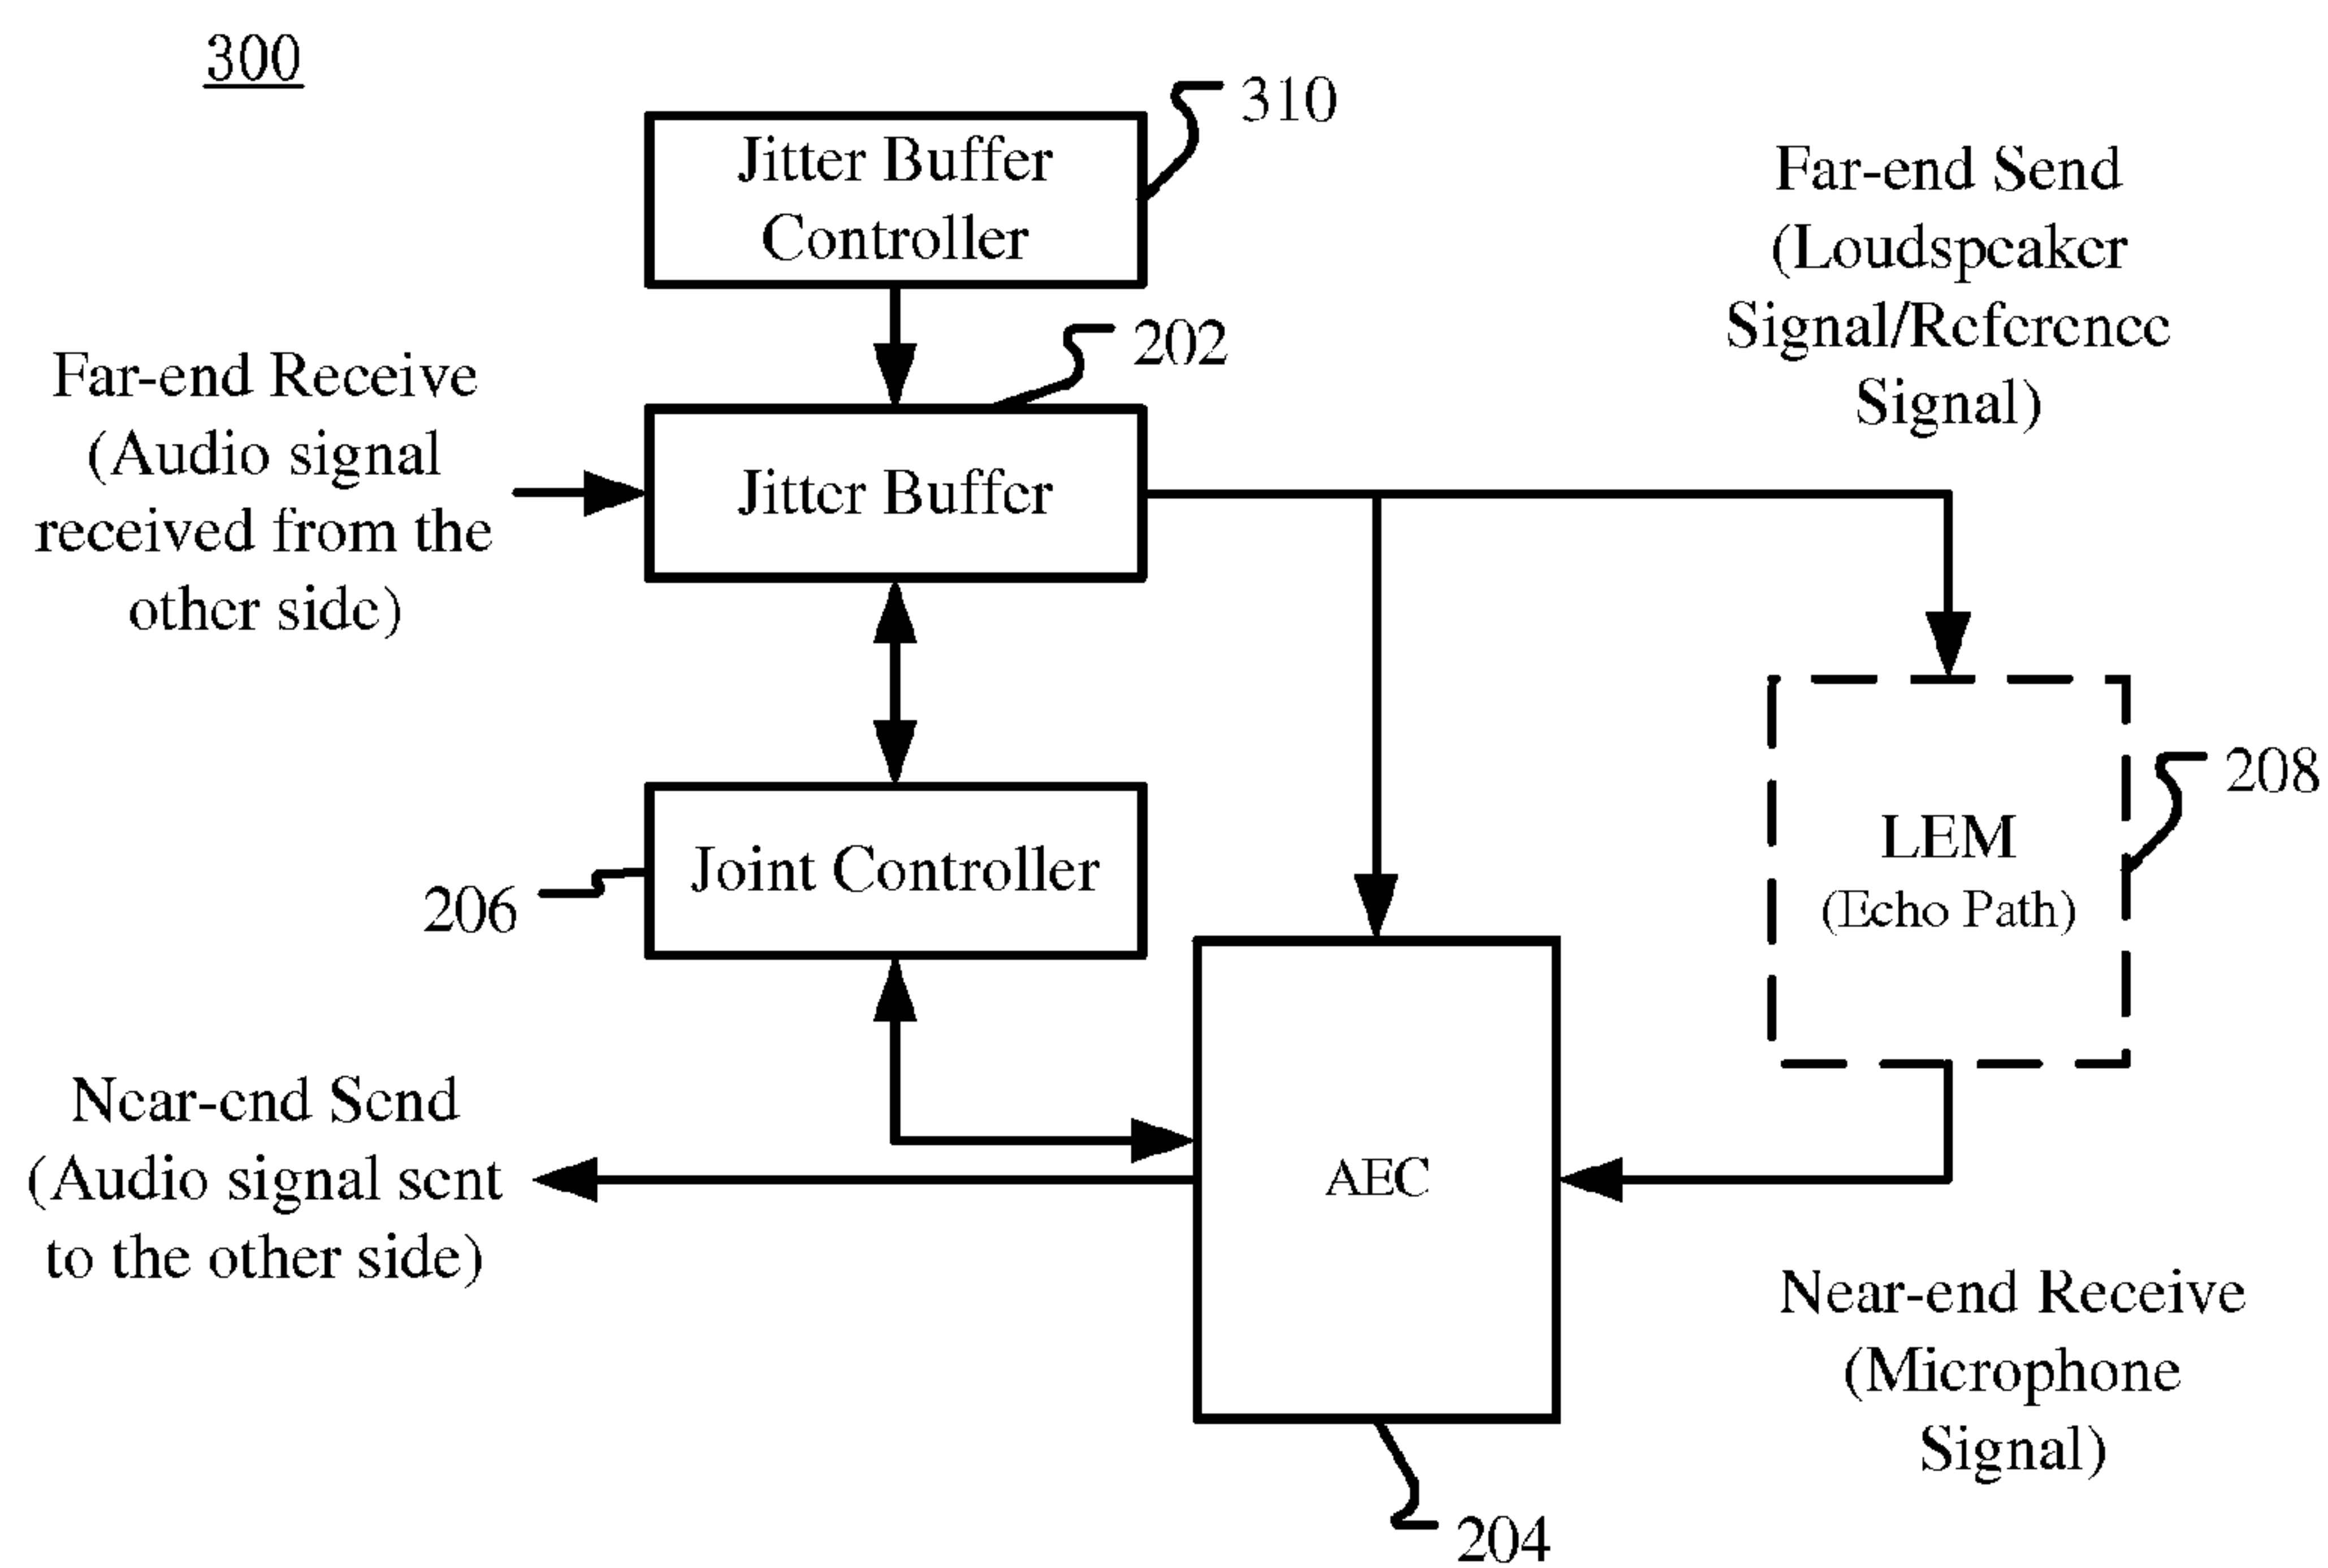 300
310
Jitter Buffer
Controller
Far-end Send
(Loudspeaker
Signal/Reference
Signal)
202
Far-end Receive
(Audio signal
received from the
other side)
Jitter Buffer
208
LEM
(Echo Path)
Joint Controller
206
Near-end Send
(Audio signal sent
to the other side)
AEC
Near-end Receive
(Microphone
Signal)
204